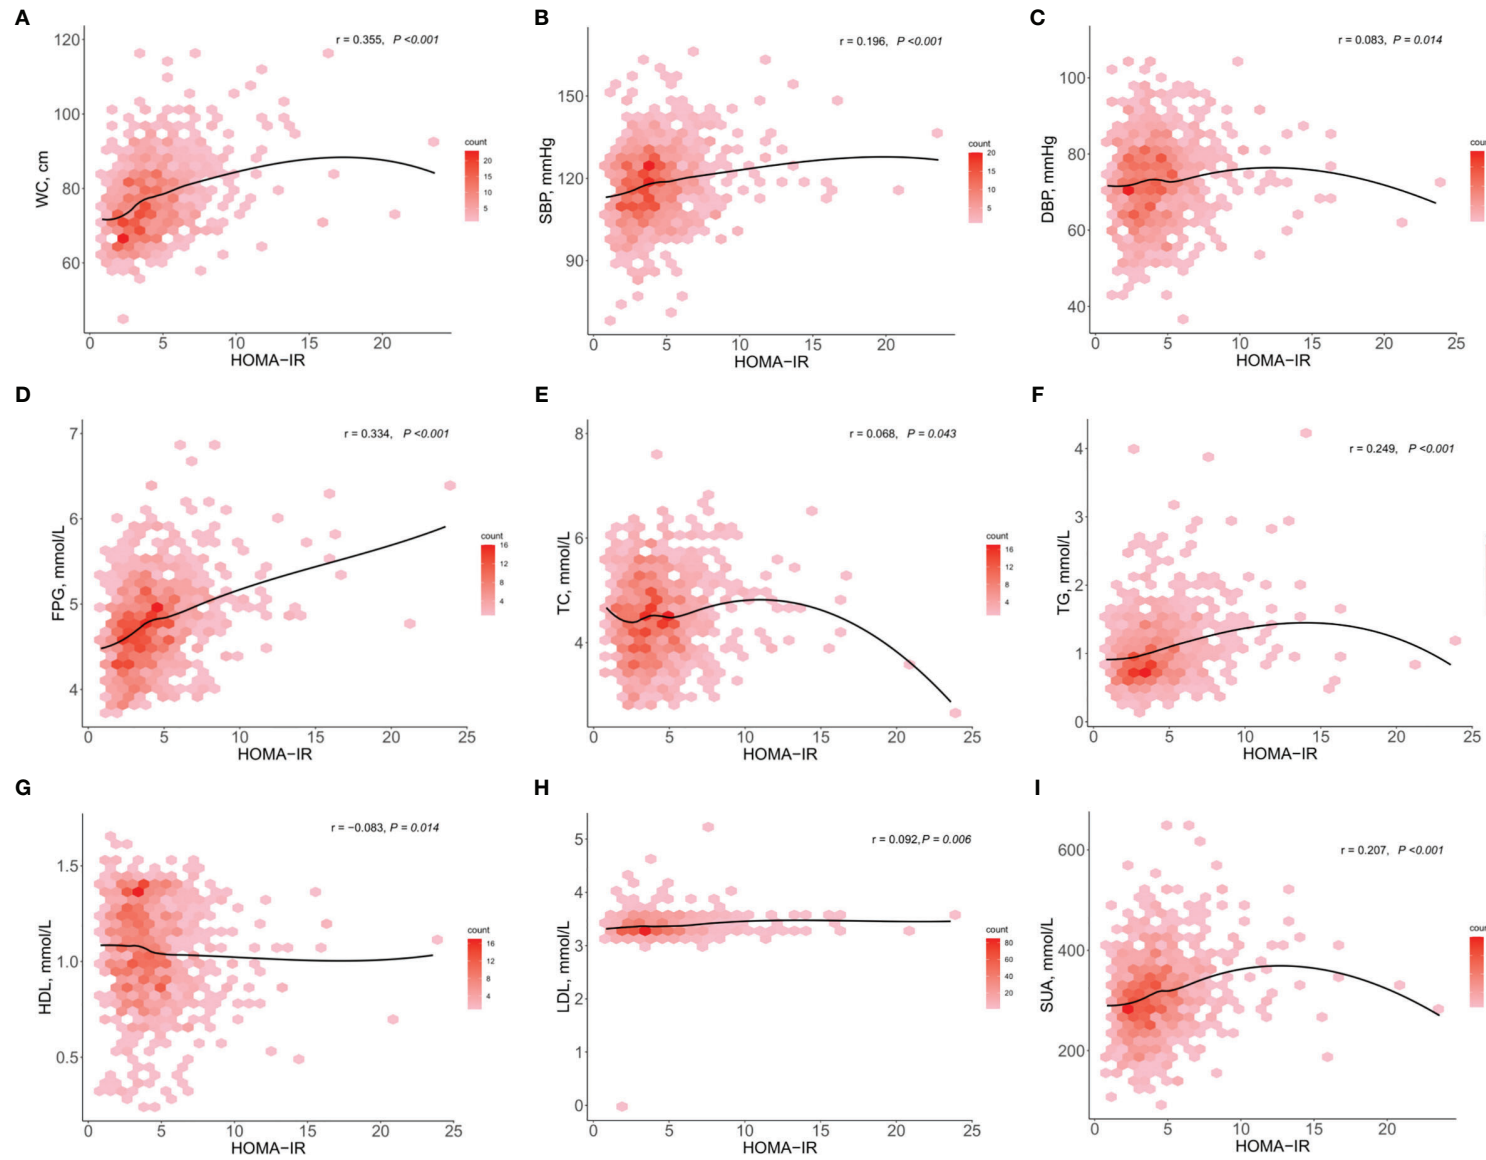 A
B
C
r = 0.355, P <0.001
r = 0.196, P <0.001
r = 0.083, P = 0.014
WC, cm
120
100
80
60
0 5 10 15 20
HOMA−IR
count
20
15
10
5
SBP, mmHg
150
120
90
0 5 10 15 20
HOMA−IR
count
20
15
10
5
DBP, mmHg
100
80
60
40
0 5 10 15 20 25
HOMA−IR
coun
D
E
F
r = 0.334, P <0.001
r = 0.068, P = 0.043
r = 0.249, P <0.001
FPG, mmol/L
7
6
5
4
0 5 10 15 20 25
HOMA−IR
count
16
12
8
4
TC, mmol/L
8
6
4
0 5 10 15 20 25
HOMA−IR
count
16
12
8
4
TG, mmol/L
4
3
2
1
0
0 5 10 15 20 25
HOMA−IR
G
H
I
r = −0.083, P = 0.014
r = 0.092, P = 0.006
r = 0.207, P <0.001
HDL, mmol/L
1.5
1.0
0.5
0 5 10 15 20 25
HOMA−IR
count
16
12
8
4
LDL, mmol/L
5
4
3
2
1
0
0 5 10 15 20 25
HOMA−IR
count
80
60
40
20
SUA, mmol/L
600
400
200
0 5 10 15 20
HOMA−IR
coun